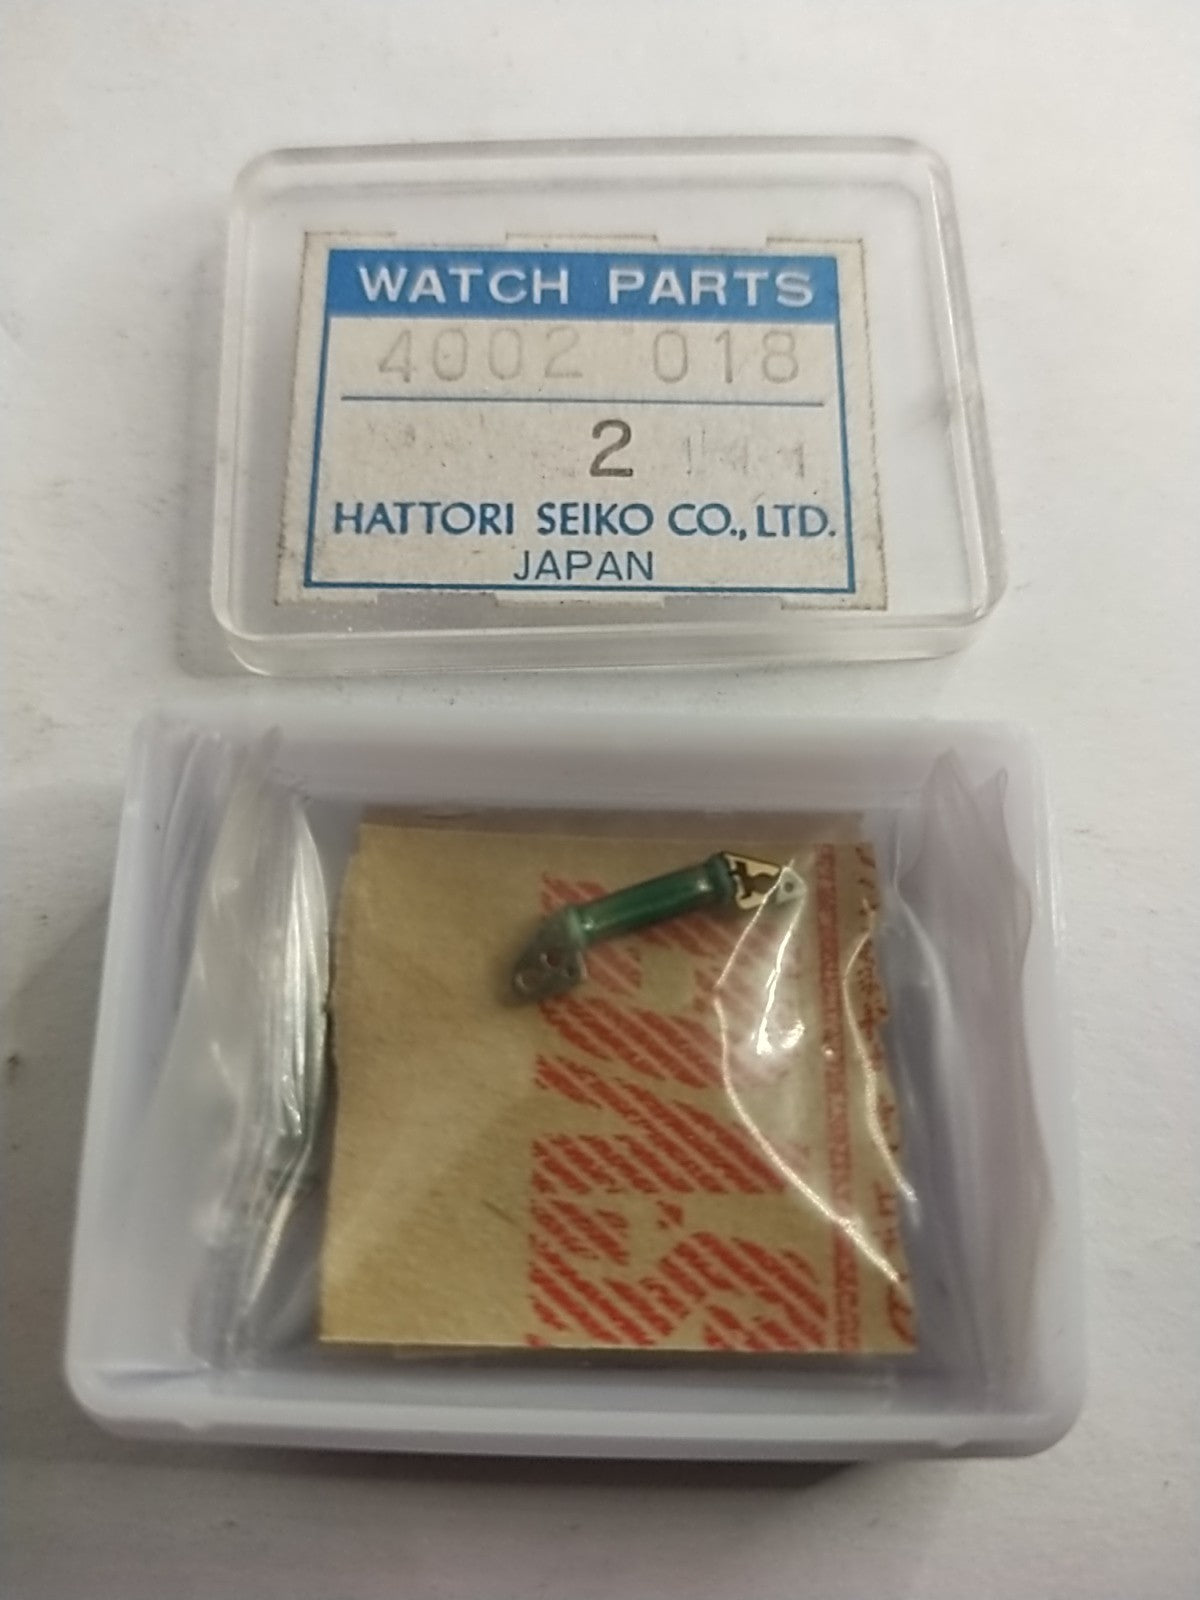 WATCH PARTS
4002 018
2
HATTORI SEIKO CO., LTD.
JAPAN